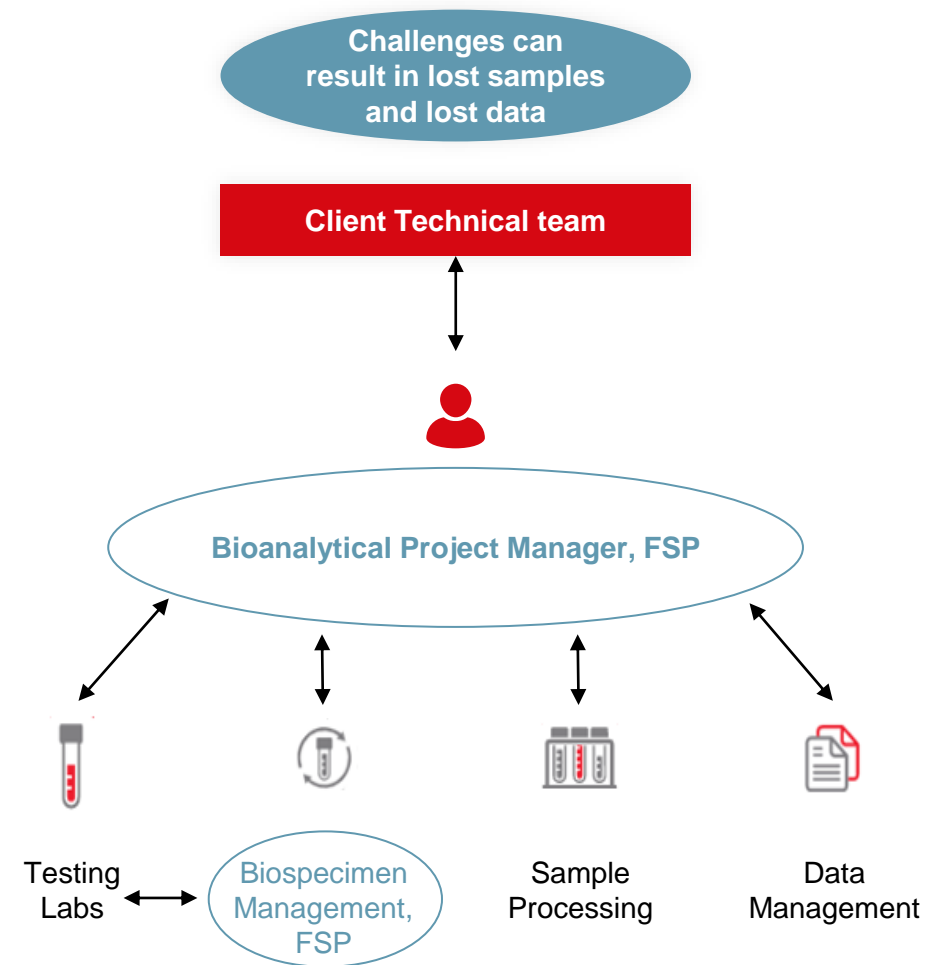 Challenges can
result in lost samples
and lost data
Client Technical team
Bioanalytical Project Manager, FSP
Testing
Labs
Biospecimen
Management,
FSP
Sample
Processing
Data
Management